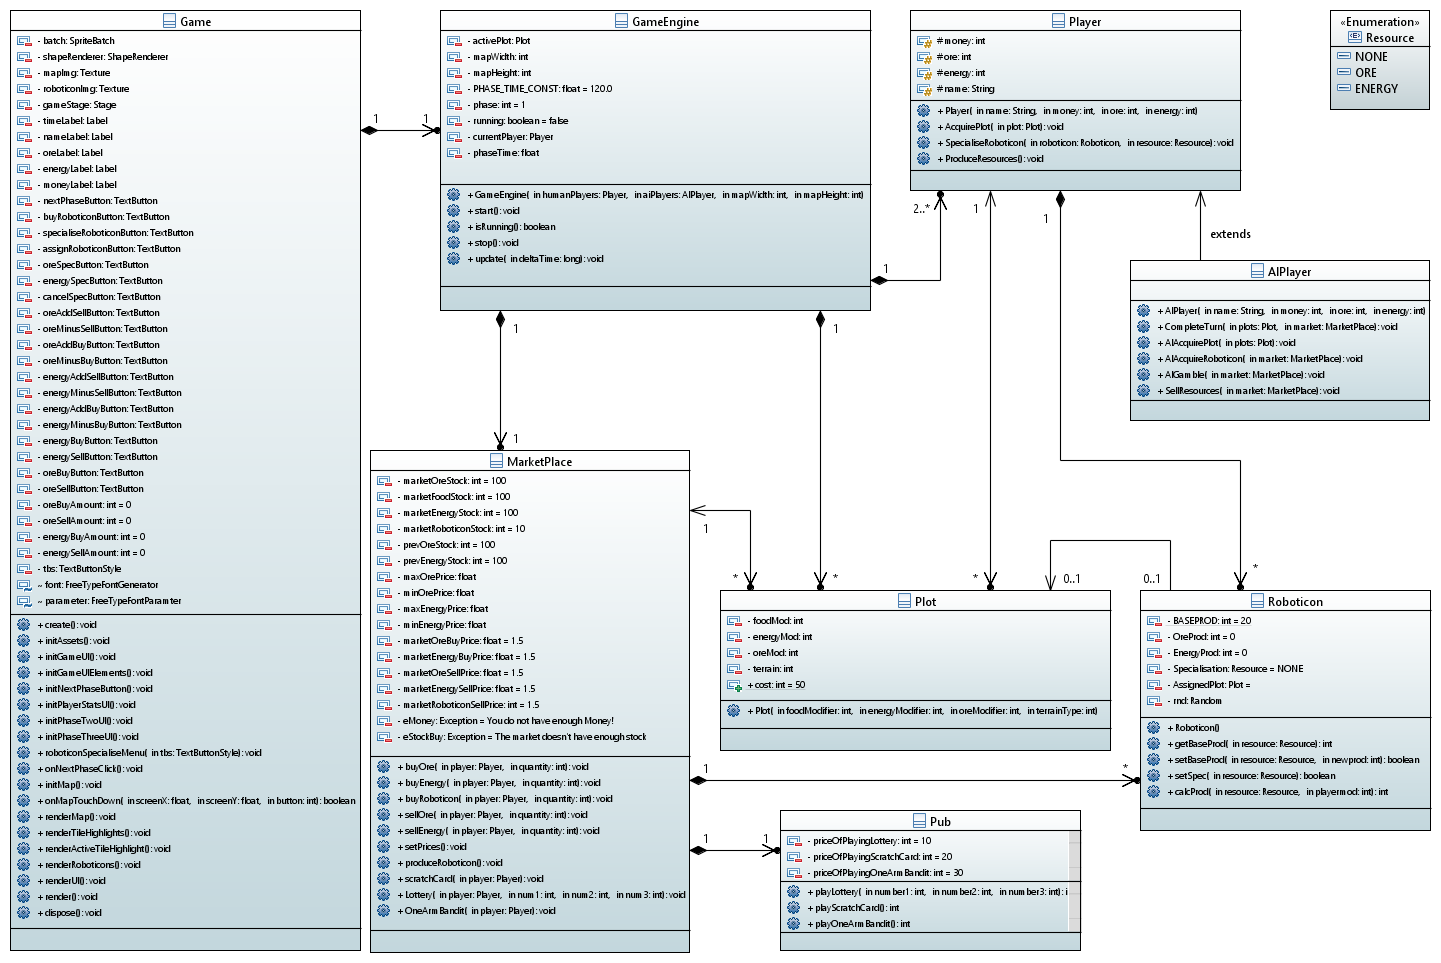 Game
- batch: SpriteBatch
- shapeRenderer: ShapeRenderer
- mapImg: Texture
- roboticonImg: Texture
- gameStage: Stage
- timeLabel: Label
- nameLabel: Label
- oreLabel: Label
- energyLabel: Label
- moneyLabel: Label
- nextPhaseButton: TextButton
- buyRoboticonButton: TextButton
- specialiseRoboticonButton: TextButton
- assignRoboticonButton: TextButton
- oreSpecButton: TextButton
- energySpecButton: TextButton
- cancelSpecButton: TextButton
- oreAddSellButton: TextButton
- oreMinusSellButton: TextButton
- oreAddBuyButton: TextButton
- oreMinusBuyButton: TextButton
- energyAddSellButton: TextButton
- energyMinusSellButton: TextButton
- energyAddBuyButton: TextButton
- energyMinusBuyButton: TextButton
- energyBuyButton: TextButton
- energySellButton: TextButton
- oreBuyButton: TextButton
- oreSellButton: TextButton
- oreBuyAmount: int = 0
- oreSellAmount: int = 0
- energyBuyAmount: int = 0
- energySellAmount: int = 0
- tbs: TextButtonStyle
~ font: FreeTypeFontGenerator
~ parameter: FreeTypeFontParamter
+ create(): void
+ initAssets(): void
+ initGameUI(): void
+ initGameUIElements(): void
+ initNextPhaseButton(): void
+ initPlayerStatsUI(): void
+ initPhaseTwoUI(): void
+ initPhaseThreeUI(): void
+ roboticonSpecialiseMenu( in tbs: TextButtonStyle): void
+ onNextPhaseClick(): void
+ initMap(): void
+ onMapTouchDown( in screenX: float, in screenY: float, in button: int): boolean
+ renderMap(): void
+ renderTileHighlights(): void
+ renderActiveTileHighlight(): void
+ renderRoboticons(): void
+ renderUI(): void
+ render(): void
+ dispose(): void
1
1
GameEngine
- activePlot: Plot
- mapWidth: int
- mapHeight: int
- PHASE_TIME_CONST: float = 120.0
- phase: int = 1
- running: boolean = false
- currentPlayer: Player
- phaseTime: float
+ GameEngine( in humanPlayers: Player, in aiPlayers: AIPlayer, in mapWidth: int, in mapHeight: int)
+ start(): void
+ isRunning(): boolean
+ stop(): void
+ update( in deltaTime: long): void
1
2..*
1
1
1
*
Player
# money: int
# ore: int
# energy: int
# name: String
+ Player( in name: String, in money: int, in ore: int, in energy: int)
+ AcquirePlot( in plot: Plot): void
+ SpecialiseRoboticon( in roboticon: Roboticon, in resource: Resource): void
+ ProduceResources(): void
1
*
1
*
extends
«Enumeration»
Resource
NONE
ORE
ENERGY
AIPlayer
+ AIPlayer( in name: String, in money: int, in ore: int, in energy: int)
+ CompleteTurn( in plots: Plot, in market: MarketPlace): void
+ AIAcquirePlot( in plots: Plot): void
+ AIAcquireRoboticon( in market: MarketPlace): void
+ AIGamble( in market: MarketPlace): void
+ SellResources( in market: MarketPlace): void
MarketPlace
- marketOreStock: int = 100
- marketFoodStock: int = 100
- marketEnergyStock: int = 100
- marketRoboticonStock: int = 10
- prevOreStock: int = 100
- prevEnergyStock: int = 100
- maxOrePrice: float
- minOrePrice: float
- maxEnergyPrice: float
- minEnergyPrice: float
- marketOreBuyPrice: float = 1.5
- marketEnergyBuyPrice: float = 1.5
- marketOreSellPrice: float = 1.5
- marketEnergySellPrice: float = 1.5
- marketRoboticonSellPrice: int = 1.5
- eMoney: Exception = You do not have enough Money!
- eStockBuy: Exception = The market doesn't have enough stock
+ buyOre( in player: Player, in quantity: int): void
+ buyEnergy( in player: Player, in quantity: int): void
+ buyRoboticon( in player: Player, in quantity: int): void
+ sellOre( in player: Player, in quantity: int): void
+ sellEnergy( in player: Player, in quantity: int): void
+ setPrices(): void
+ produceRoboticon(): void
+ scratchCard( in player: Player): void
+ Lottery( in player: Player, in num1: int, in num2: int, in num3: int): void
+ OneArmBandit( in player: Player): void
1
*
1
*
1
1
Plot
- foodMod: int
- energyMod: int
- oreMod: int
- terrain: int
+ cost: int = 50
+ Plot( in foodModifier: int, in energyModifier: int, in oreModifier: int, in terrainType: int)
0..1
0..1
Roboticon
- BASEPROD: int = 20
- OreProd: int = 0
- EnergyProd: int = 0
- Specialisation: Resource = NONE
- AssignedPlot: Plot =
- rnd: Random
+ Roboticon()
+ getBaseProd( in resource: Resource): int
+ setBaseProd( in resource: Resource, in newprod: int): boolean
+ setSpec( in resource: Resource): boolean
+ calcProd( in resource: Resource, in playermod: int): int
Pub
- priceOfPlayingLottery: int = 10
- priceOfPlayingScratchCard: int = 20
- priceOfPlayingOneArmBandit: int = 30
+ playLottery( in number1: int, in number2: int, in number3: int): i
+ playScratchCard(): int
+ playOneArmBandit(): int